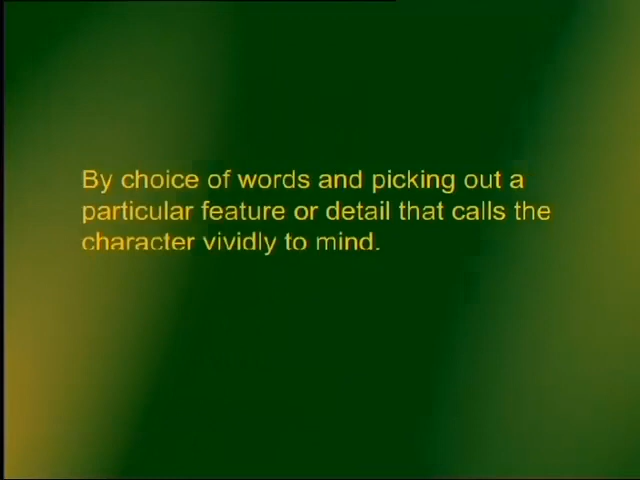 By choice of words and picking out a
particular feature or detail that calls the
character vividly to mind.